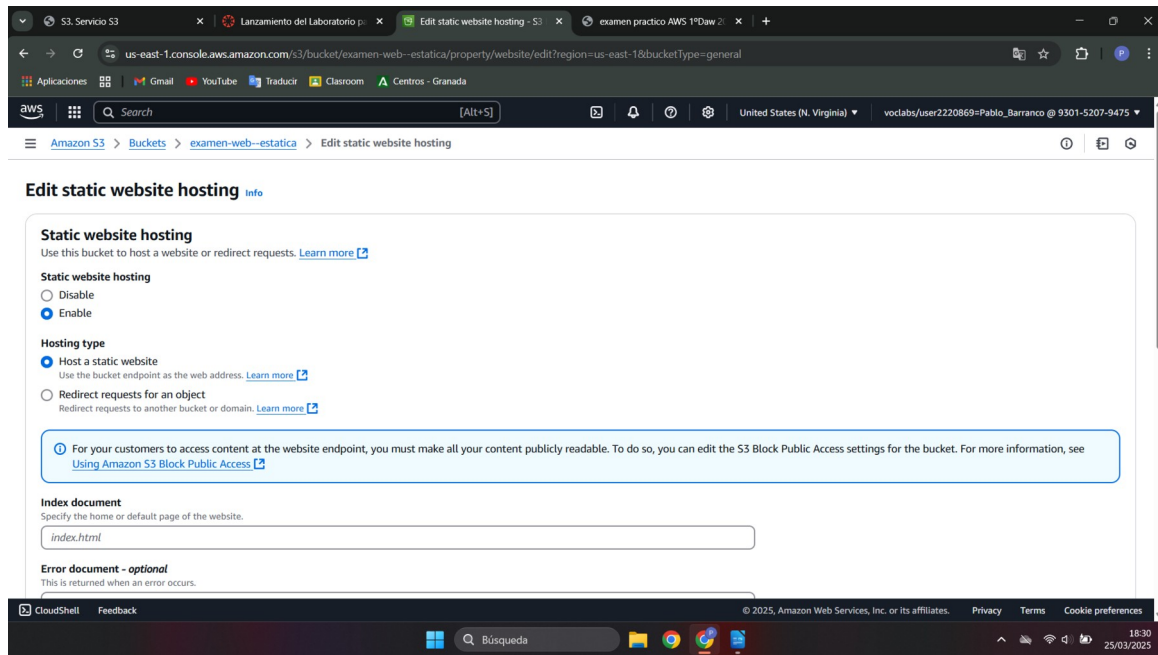 S3. Servicio S3
Lanzamiento del Laboratorio pa
Edit static website hosting - S3
examen practico AWS 1ºDaw 2
us-east-1.console.aws.amazon.com/s3/bucket/examen-web--estatica/property/website/edit?region=us-east-1&bucketType=general
P
Aplicaciones
Gmail
YouTube
Traducir
Clasroom
Centros - Granada
aws
Search
[Alt+S]
United States (N. Virginia)
voclabs/user2220869=Pablo_Barranco @ 9301-5207-9475
Amazon S3 > Buckets > examen-web--estatica > Edit static website hosting
Edit static website hosting Info
Static website hosting
Use this bucket to host a website or redirect requests. Learn more
Static website hosting
Disable
Enable
Hosting type
Host a static website
Use the bucket endpoint as the web address. Learn more
Redirect requests for an object
Redirect requests to another bucket or domain. Learn more
For your customers to access content at the website endpoint, you must make all your content publicly readable. To do so, you can edit the S3 Block Public Access settings for the bucket. For more information, see
Using Amazon S3 Block Public Access
Index document
Specify the home or default page of the website.
index.html
Error document - optional
This is returned when an error occurs.
CloudShell
Feedback
© 2025, Amazon Web Services, Inc. or its affiliates.
Privacy
Terms
Cookie preferences
Búsqueda
18:30
25/03/2025